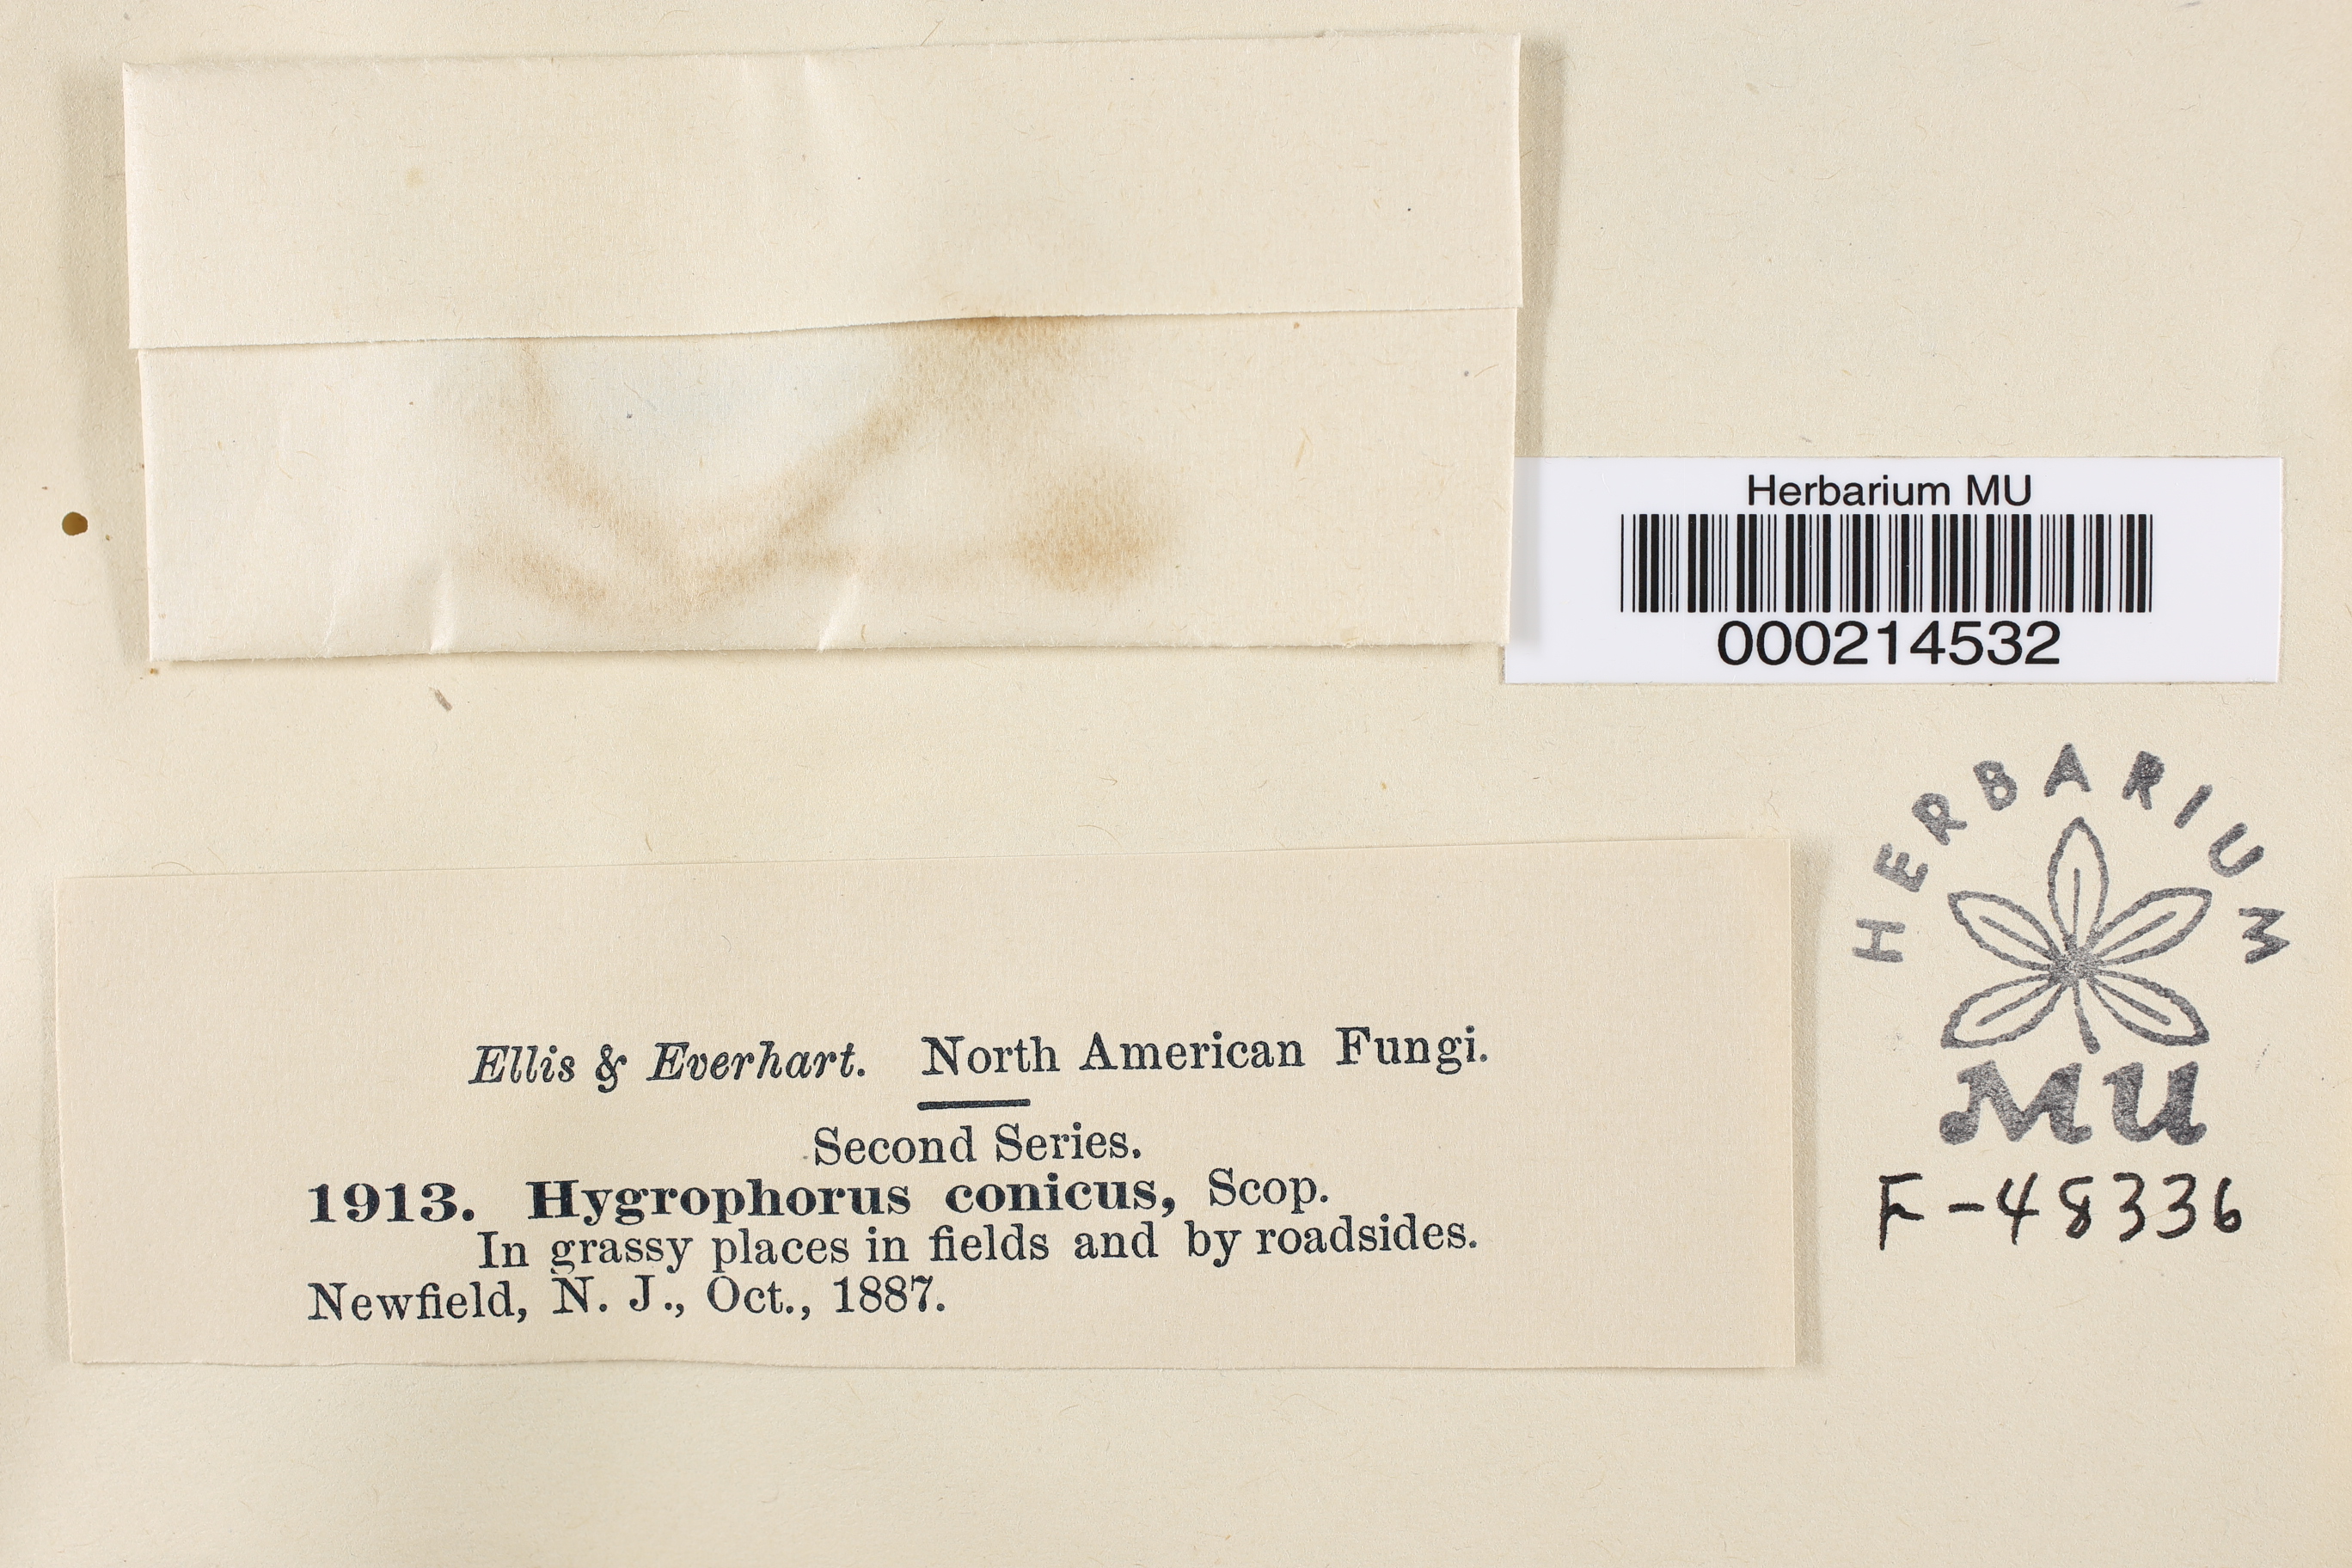 Herbarium MU
000214532
HERBARIUM
MU
F-48336
Ellis & Everhart. North American Fungi.
Second Series.
1913. Hygrophorus conicus, Scop.
In grassy places in fields and by roadsides.
Newfield, N. J., Oct., 1887.